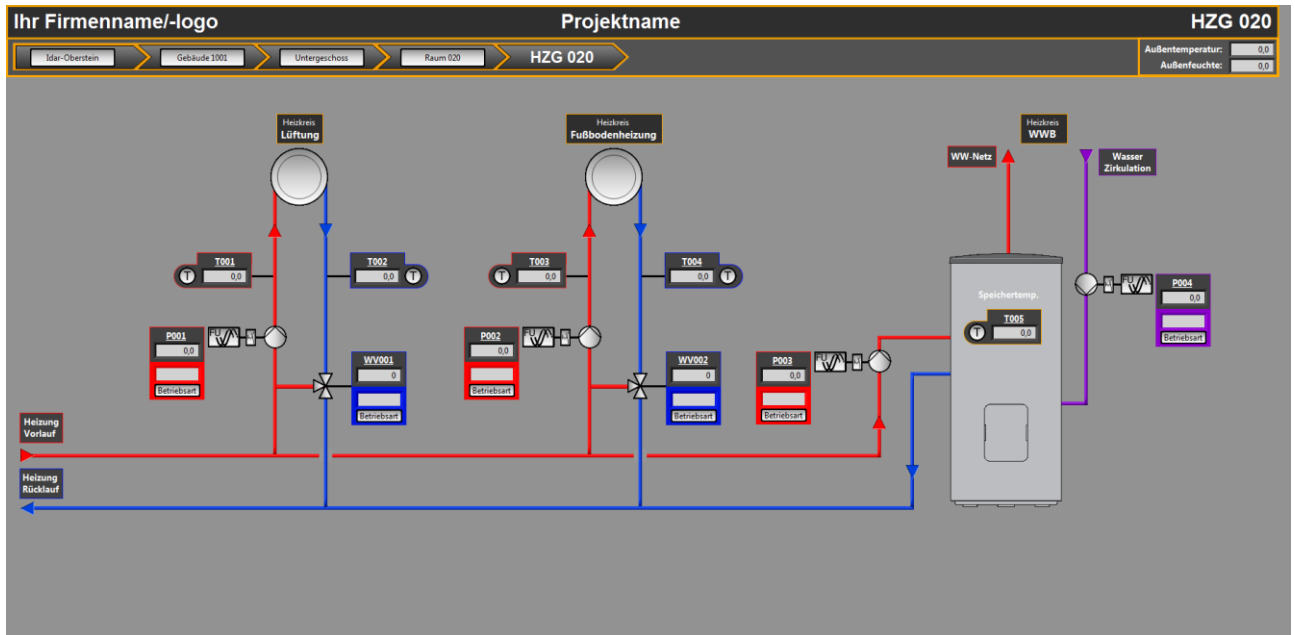 Ihr Firmenname/-logo
Projektname
HZG 020
Idar-Oberstein
Gebäude 1001
Untergeschoss
Raum 020
HZG 020
Außentemperatur: 0,0
Außenfeuchte: 0,0
Heizkreis
Lüftung
Heizkreis
Fußbodenheizung
Heizkreis
WWB
WW-Netz
Wasser
Zirkulation
T001
T 0,0
T002
0,0 T
T003
T 0,0
T004
0,0 T
Speichertemp.
T005
T 0,0
P004
0,0
Betriebsart
FU M
P001
0,0
Betriebsart
FU M
WV001
0
Betriebsart
P002
0,0
Betriebsart
FU M
WV002
0
Betriebsart
P003
0,0
Betriebsart
FU M
Heizung
Vorlauf
Heizung
Rücklauf